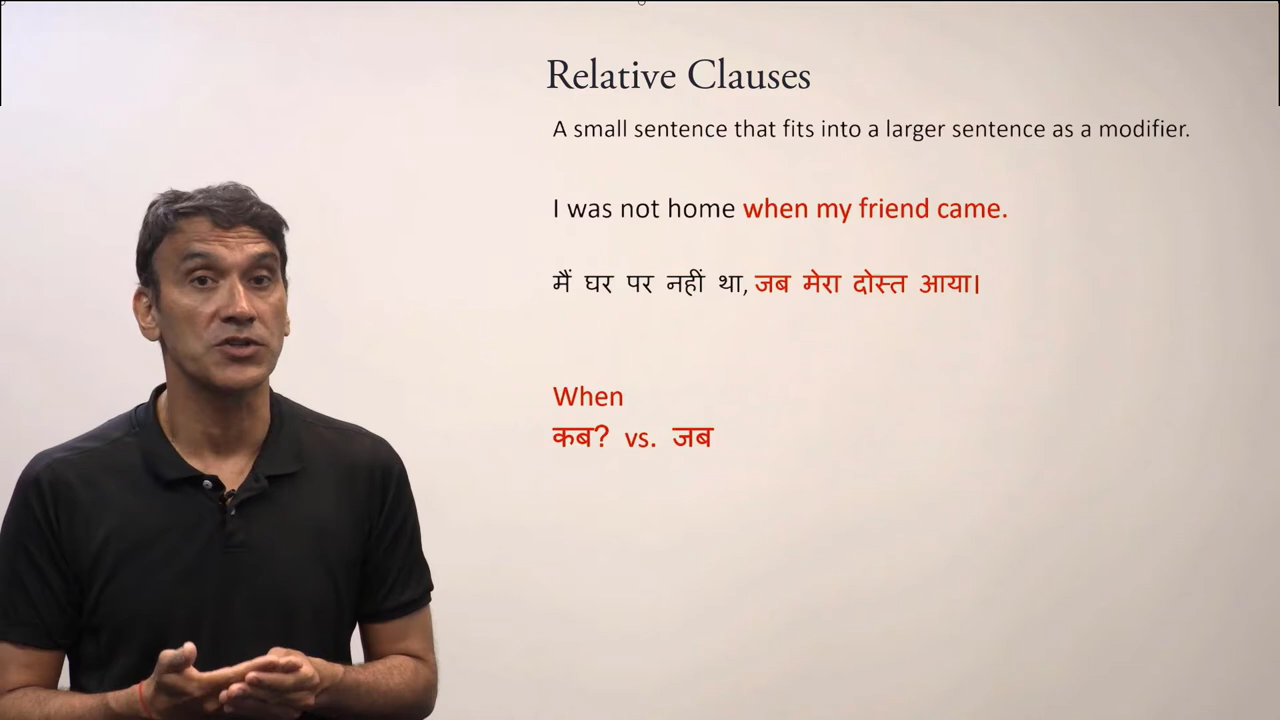 Relative Clauses
A small sentence that fits into a larger sentence as a modifier.
I was not home when my friend came.
मैं घर पर नहीं था, जब मेरा दोस्त आया।
When
कब? vs. जब